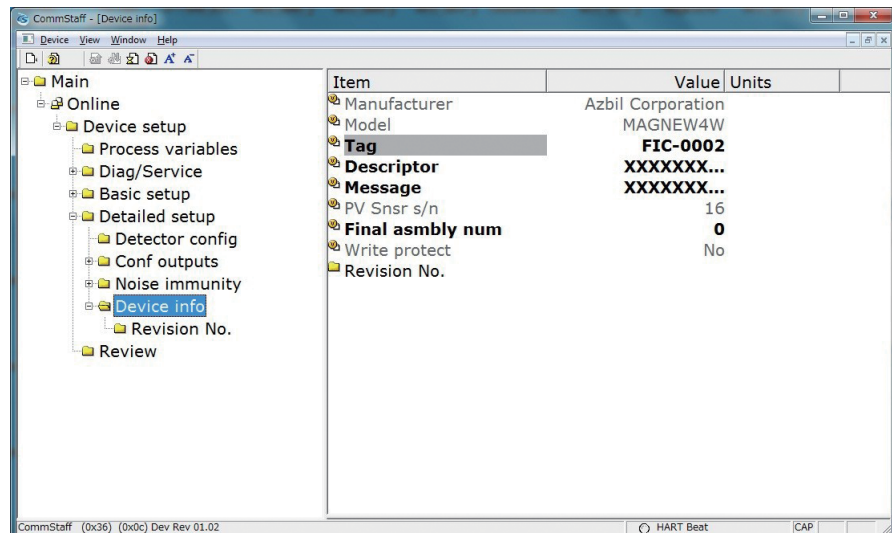 CommStaff - [Device info]
Device View Window Help
A A
Main
Online
Device setup
Process variables
Diag/Service
Basic setup
Detailed setup
Detector config
Conf outputs
Noise immunity
Device info
Revision No.
Review
Item Value Units
Manufacturer Azbil Corporation
Model MAGNEW4W
Tag FIC-0002
Descriptor XXXXXXX...
Message XXXXXXX...
PV Snsr s/n 16
Final asmbly num 0
Write protect No
Revision No.
CommStaff (0x36) (0x0c) Dev Rev 01.02 HART Beat CAP